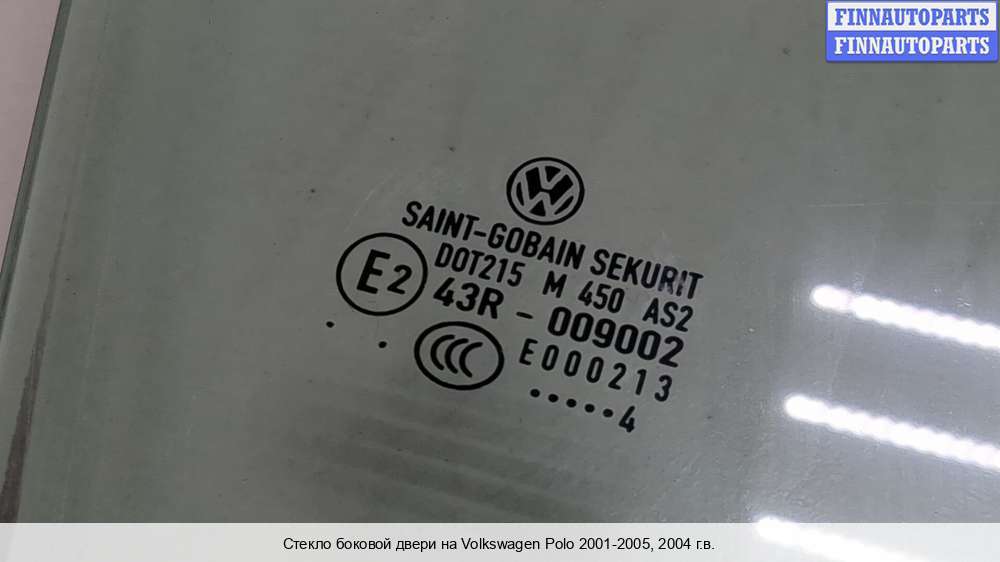 FINNAUTOPARTS
FINNAUTOPARTS
SAINT-GOBAIN SEKURIT
E2 DOT215 M 450 AS2
43R - 009002
CCC E000213
•••••4
Стекло боковой двери на Volkswagen Polo 2001-2005, 2004 г.в.